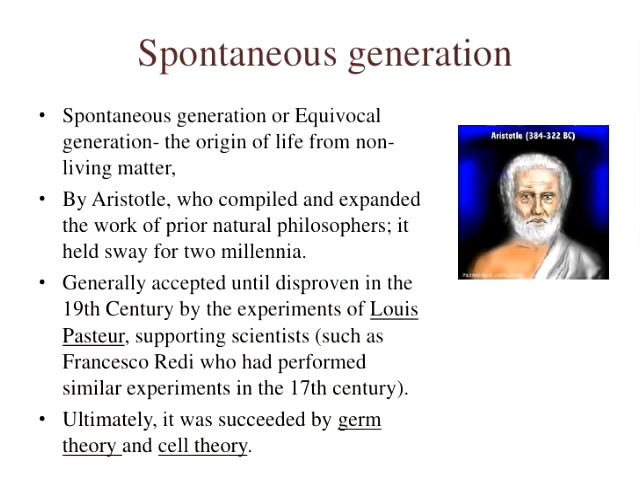 Spontaneous generation
• Spontaneous generation or Equivocal
generation- the origin of life from non-
living matter,
• By Aristotle, who compiled and expanded
the work of prior natural philosophers; it
held sway for two millennia.
• Generally accepted until disproven in the
19th Century by the experiments of Louis
Pasteur, supporting scientists (such as
Francesco Redi who had performed
similar experiments in the 17th century).
• Ultimately, it was succeeded by germ
theory and cell theory.
Aristotle (384-322 BC)